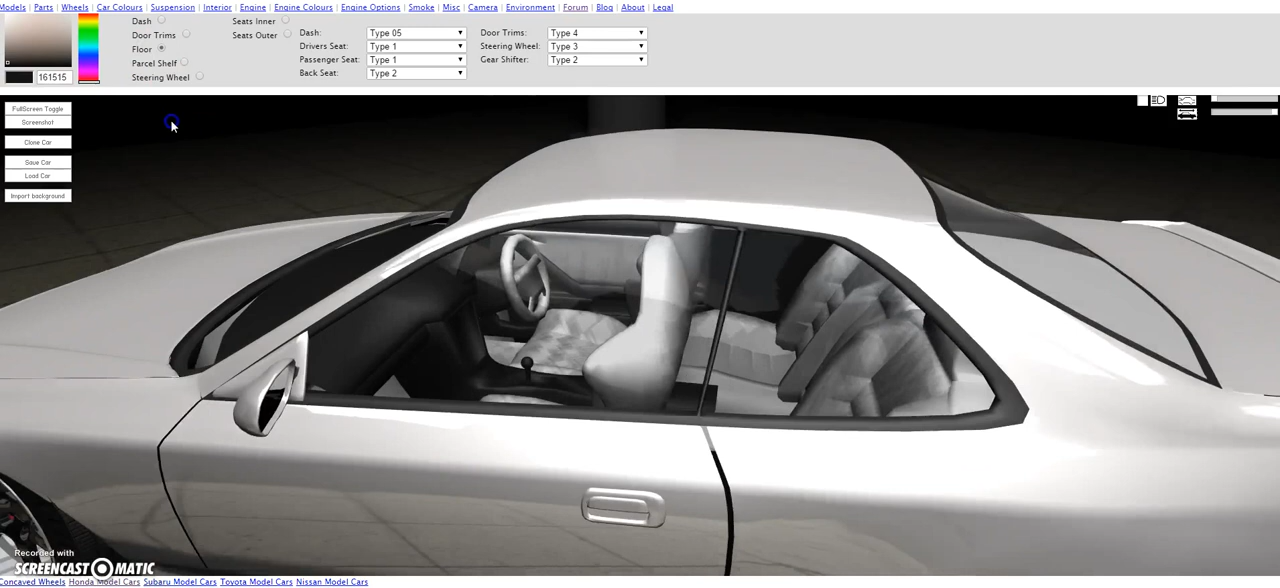 Models | Parts | Wheels | Car Colours | Suspension | Interior | Engine | Engine Colours | Engine Options | Smoke | Misc | Camera | Environment | Forum | Blog | About | Legal
Dash
Door Trims
Floor
Parcel Shelf
Steering Wheel
Seats Inner
Seats Outer
161515
Dash: Type 05
Drivers Seat: Type 1
Passenger Seat: Type 1
Back Seat: Type 2
Door Trims: Type 4
Steering Wheel: Type 3
Gear Shifter: Type 2
FullScreen Toggle
Screenshot
Clone Car
Save Car
Load Car
Import background
Recorded with
SCREENCAST MATIC
Concaved Wheels | Honda Model Cars | Subaru Model Cars | Toyota Model Cars | Nissan Model Cars